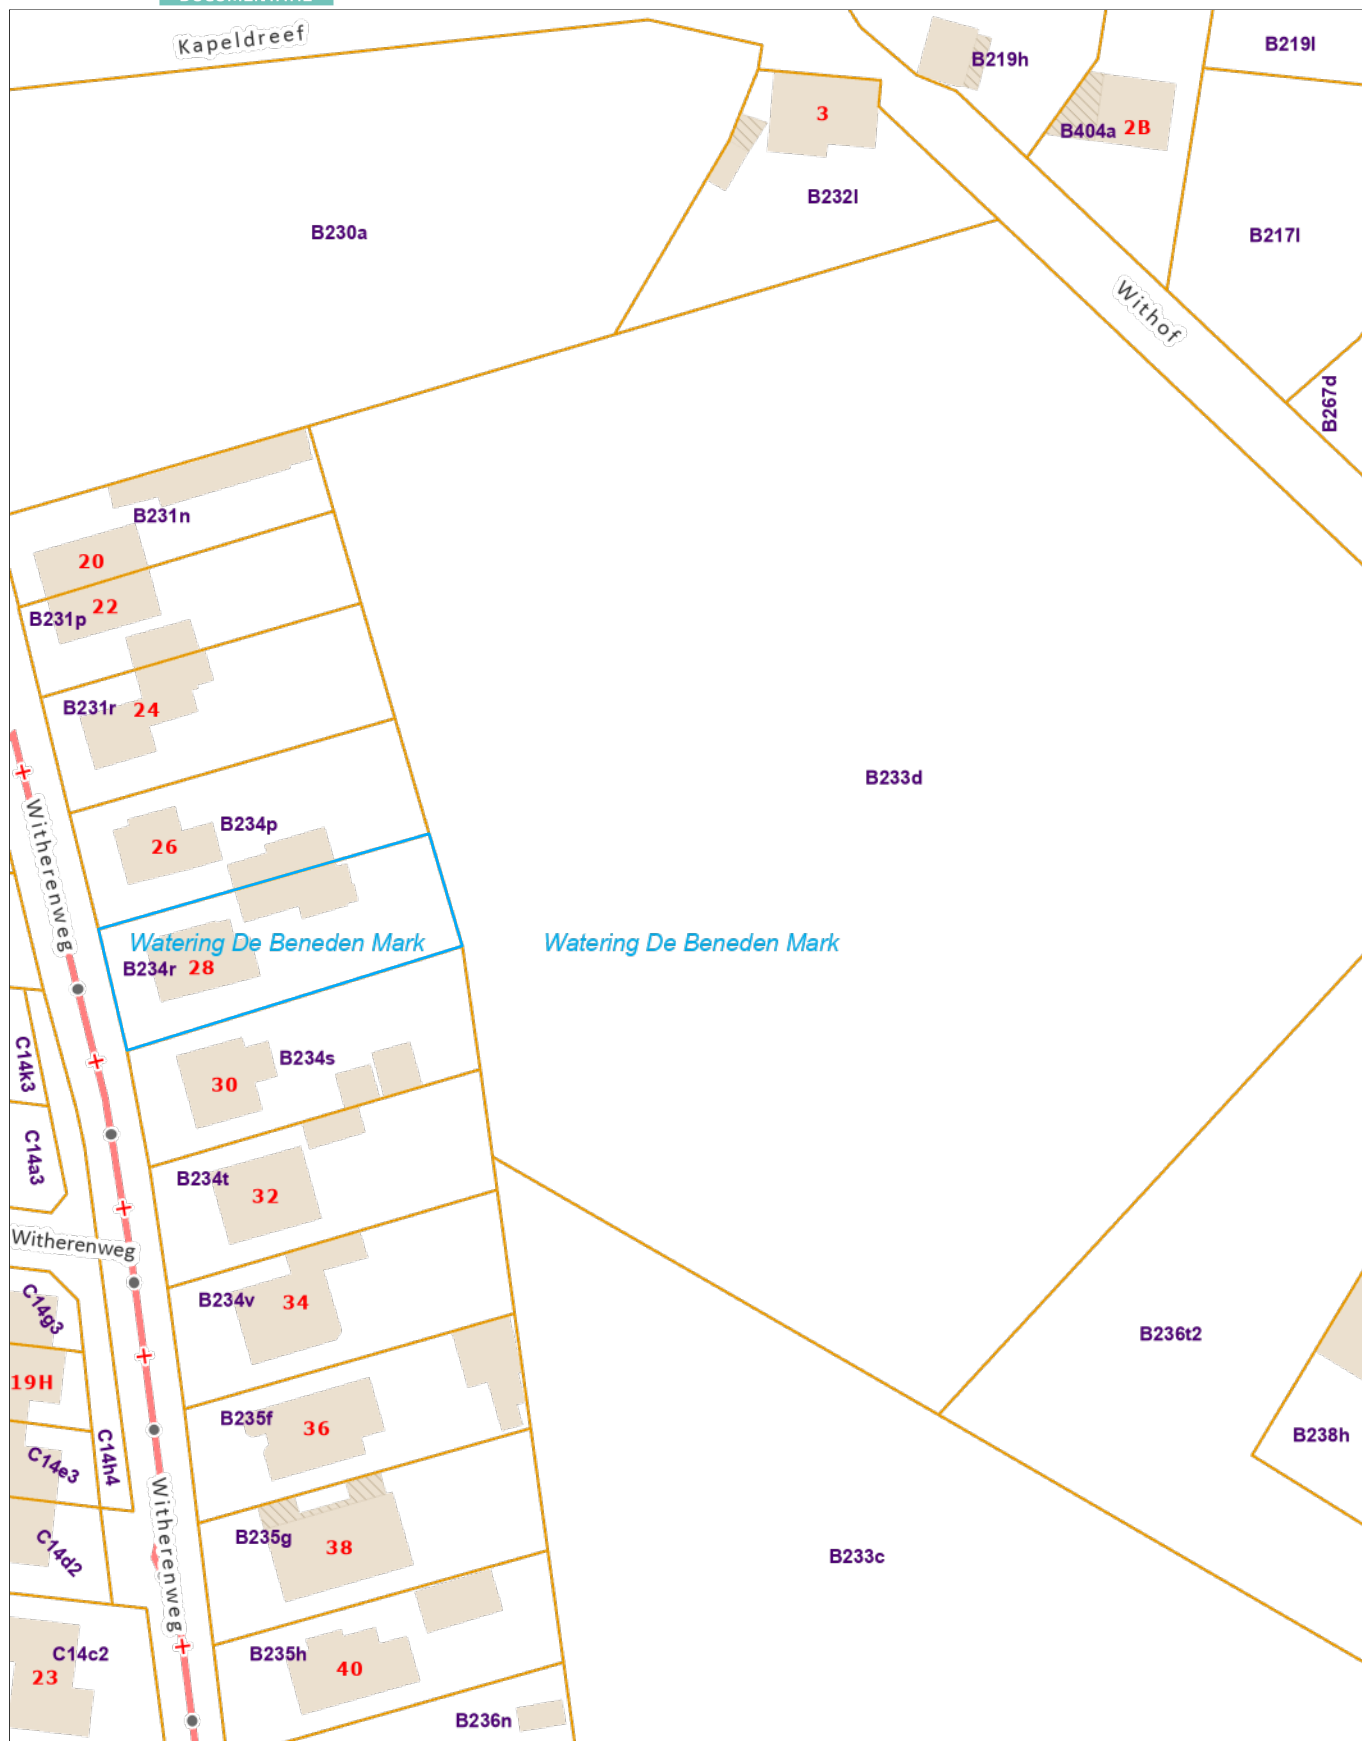 Kapeldreef
B219h
B219l
3
B404a
2B
B232l
B230a
B217l
Withof
B267d
B231n
20
22
B231p
B231r
24
B233d
Witherenweg
B234p
26
Watering De Beneden Mark
Watering De Beneden Mark
B234r
28
C14k3
B234s
30
C14a3
B234t
32
Witherenweg
C14g3
B234v
34
B236t2
19H
B235f
36
B238h
C14h4
C14e3
Witherenweg
B235g
38
C14d2
B233c
C14c2
23
B235h
40
B236n